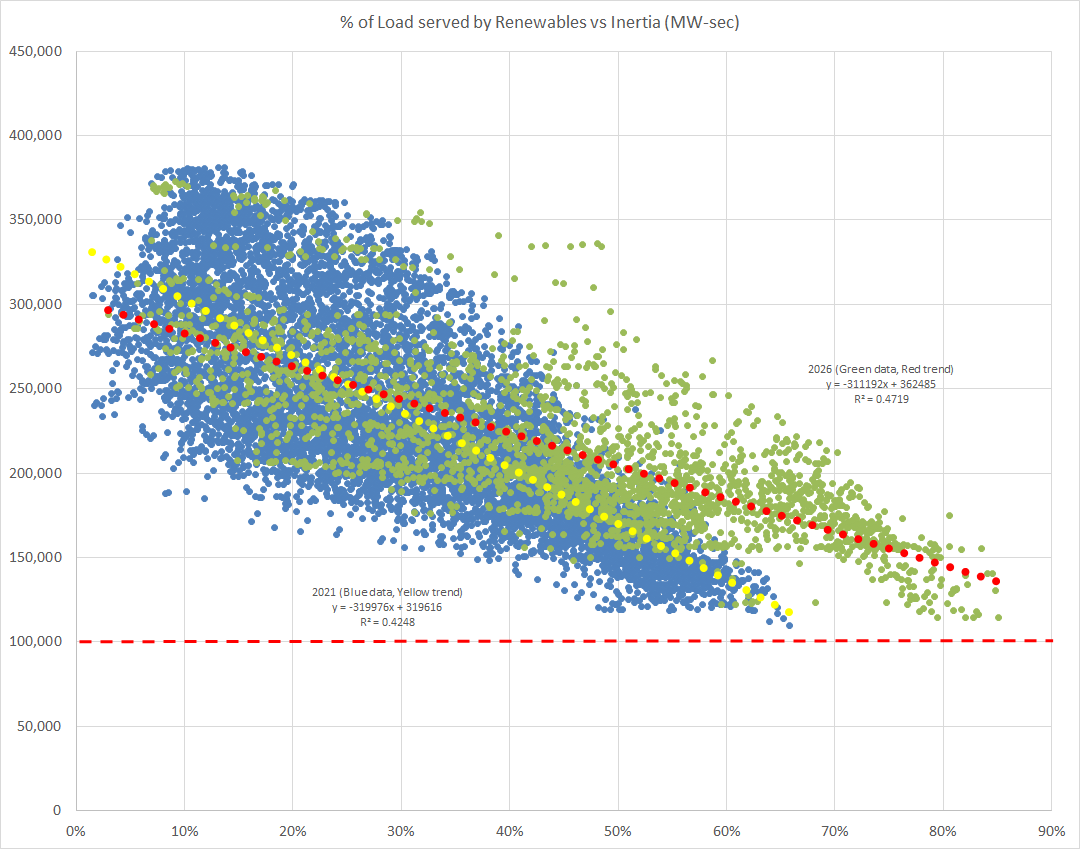 % of Load served by Renewables vs Inertia (MW-sec)
450,000
400,000
350,000
300,000
250,000
200,000
150,000
100,000
50,000
0
2026 (Green data, Red trend)
y = -311192x + 362485
R² = 0.4719
2021 (Blue data, Yellow trend)
y = -319976x + 319616
R² = 0.4248
0% 10% 20% 30% 40% 50% 60% 70% 80% 90%